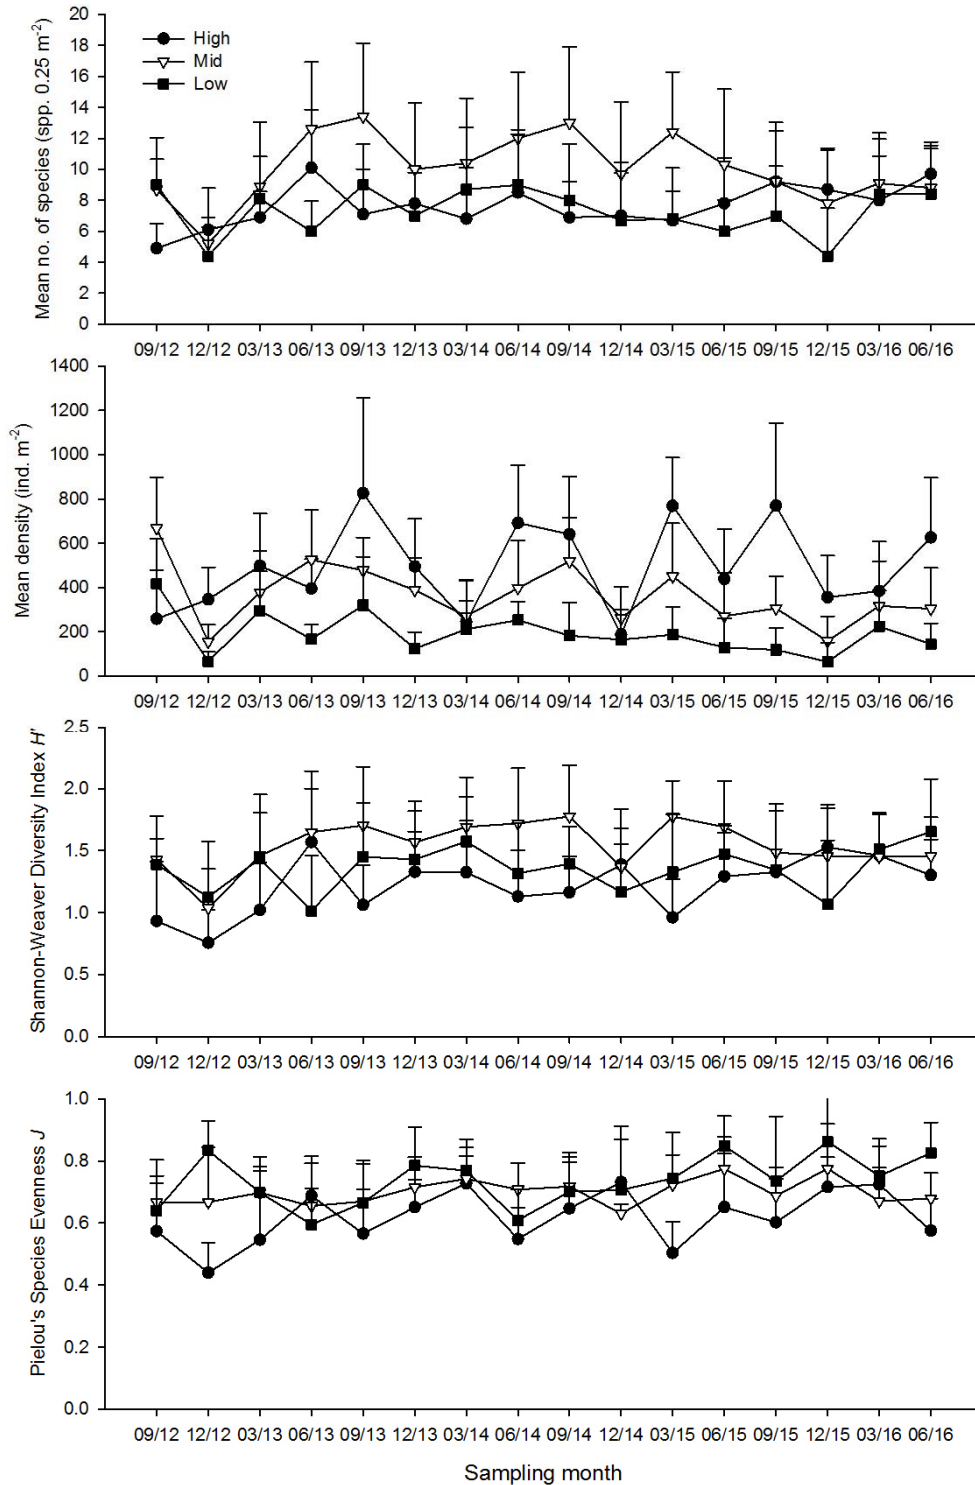 Mean no. of species (spp. 0.25 m-2)
20
18
16
14
12
10
8
6
4
2
0
High
Mid
Low
09/12 12/12 03/13 06/13 09/13 12/13 03/14 06/14 09/14 12/14 03/15 06/15 09/15 12/15 03/16 06/16
Mean density (ind. m-2)
1400
1200
1000
800
600
400
200
0
09/12 12/12 03/13 06/13 09/13 12/13 03/14 06/14 09/14 12/14 03/15 06/15 09/15 12/15 03/16 06/16
Shannon-Weaver Diversity Index H'
2.5
2.0
1.5
1.0
0.5
0.0
09/12 12/12 03/13 06/13 09/13 12/13 03/14 06/14 09/14 12/14 03/15 06/15 09/15 12/15 03/16 06/16
Pielou's Species Evenness J
1.0
0.8
0.6
0.4
0.2
0.0
09/12 12/12 03/13 06/13 09/13 12/13 03/14 06/14 09/14 12/14 03/15 06/15 09/15 12/15 03/16 06/16
Sampling month